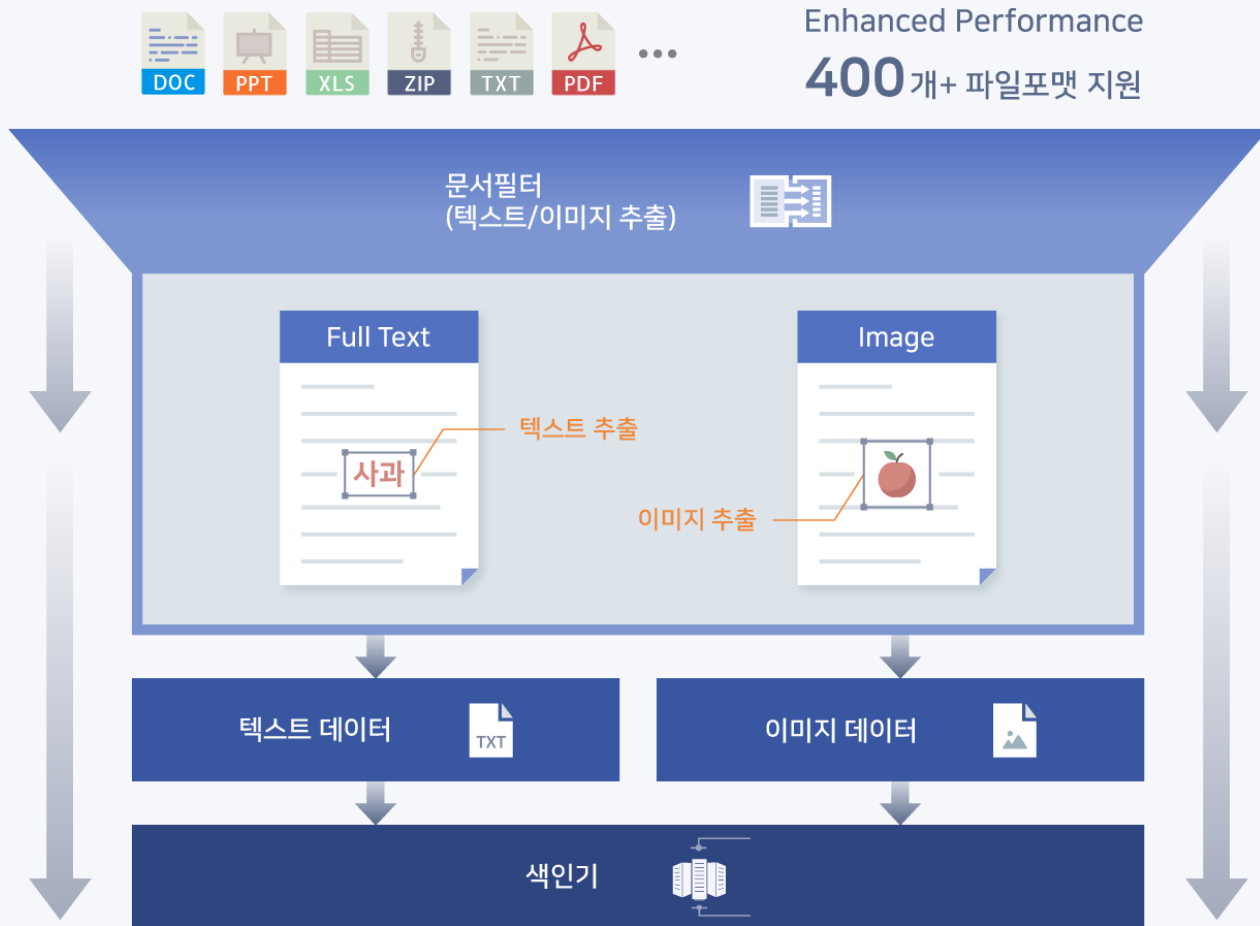 Enhanced Performance
DOC PPT XLS ZIP TXT PDF
400개+ 파일포맷 지원
문서필터
(텍스트/이미지 추출)
Full Text
Image
텍스트 추출
사과
이미지 추출
텍스트 데이터
TXT
이미지 데이터
색인기